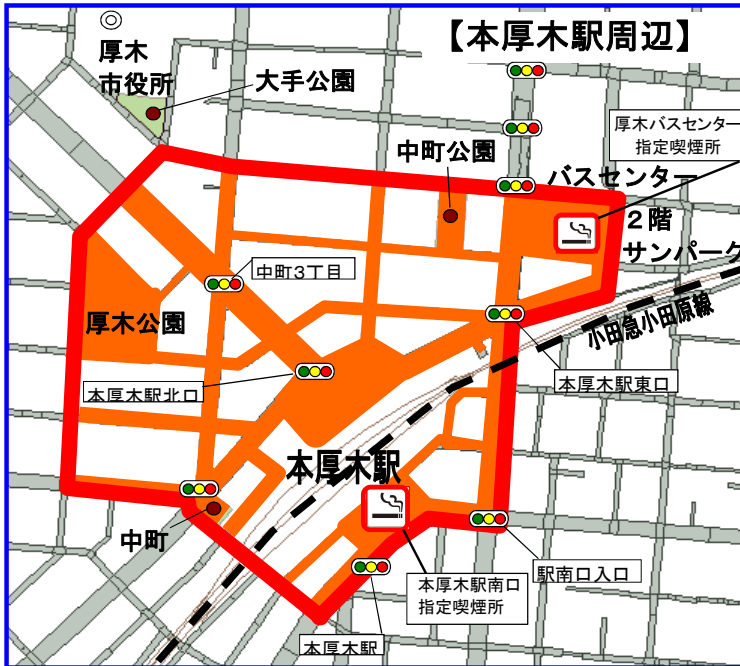 【本厚木駅周辺】
厚木
市役所
大手公園
厚木バスセンター
指定喫煙所
中町公園
バスセンター
2階
サンパーク
中町3丁目
小田急小田原線
厚木公園
本厚木駅北口
本厚木駅東口
本厚木駅
中町
本厚木駅南口
指定喫煙所
駅南口入口
本厚木駅